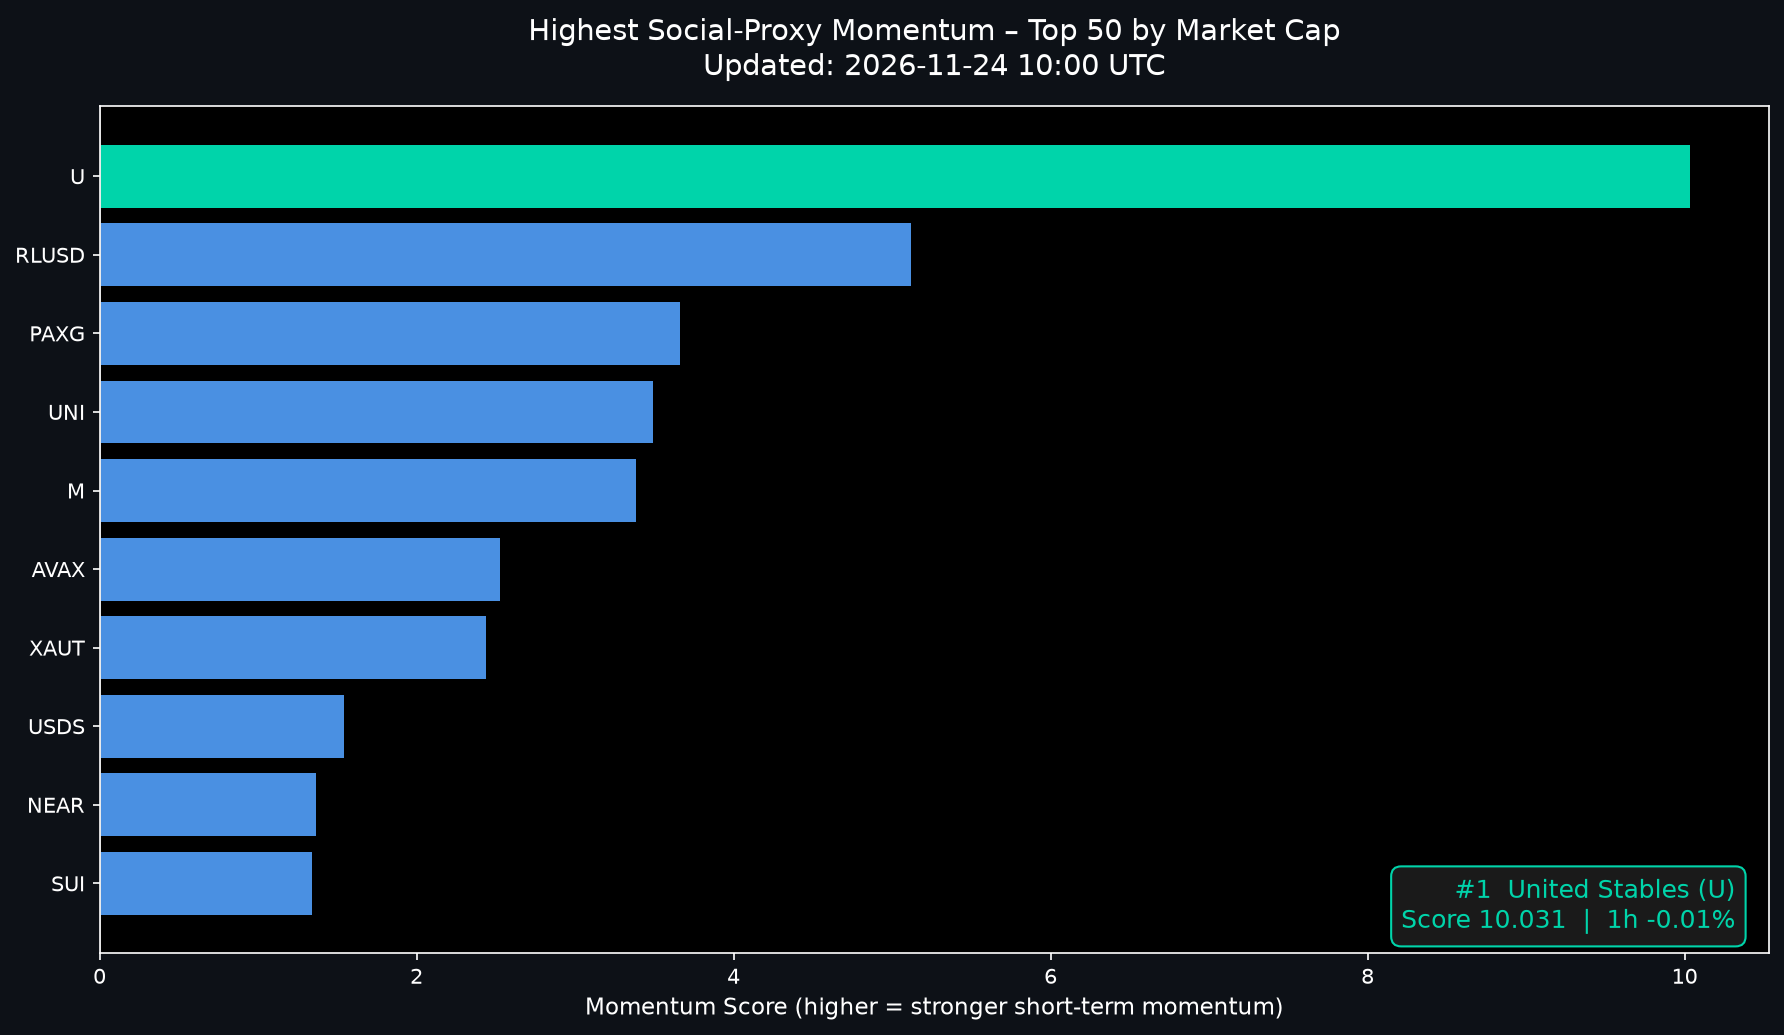 Highest Social-Proxy Momentum – Top 50 by Market Cap
Updated: 2026-11-24 10:00 UTC
U
RLUSD
PAXG
UNI
M
AVAX
XAUT
USDS
NEAR
SUI
#1  United Stables (U)
Score 10.031  |  1h -0.01%
0 2 4 6 8 10
Momentum Score (higher = stronger short-term momentum)